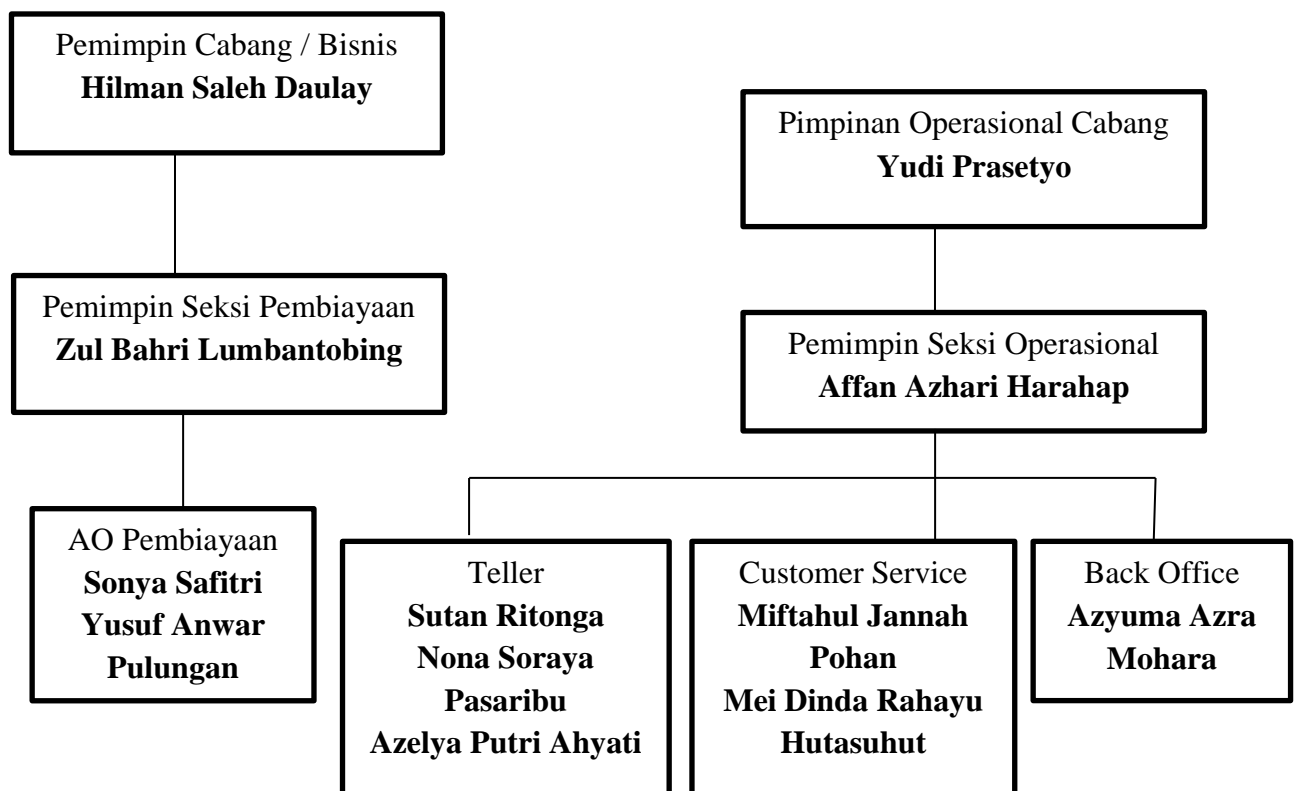 Pemimpin Cabang / Bisnis
Hilman Saleh Daulay
Pimpinan Operasional Cabang
Yudi Prasetyo
Pemimpin Seksi Pembiayaan
Zul Bahri Lumbantobing
Pemimpin Seksi Operasional
Affan Azhari Harahap
AO Pembiayaan
Sonya Safitri
Yusuf Anwar
Pulungan
Teller
Sutan Ritonga
Nona Soraya
Pasaribu
Azelya Putri Ahyati
Customer Service
Miftahul Jannah
Pohan
Mei Dinda Rahayu
Hutasuhut
Back Office
Azyuma Azra
Mohara